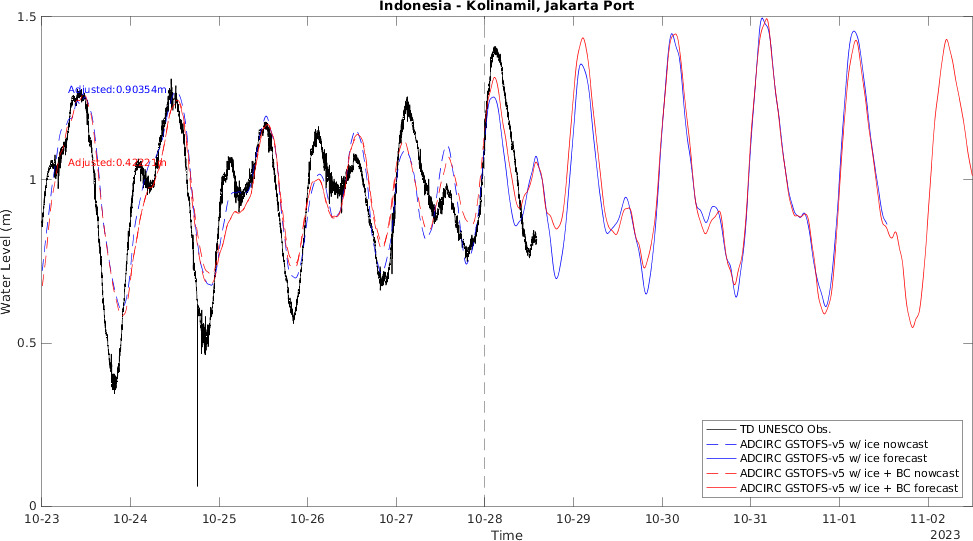 Indonesia - Kolinamil, Jakarta Port
1.5
Adjusted:0.90354m
1
0.5
0
Water Level (m)
10-23
10-24
10-25
10-26
10-27
10-28
10-29
10-30
10-31
11-01
11-02
Time
2023
TD UNESCO Obs.
ADCIRC GSTOFS-v5 w/ ice nowcast
ADCIRC GSTOFS-v5 w/ ice forecast
ADCIRC GSTOFS-v5 w/ ice + BC nowcast
ADCIRC GSTOFS-v5 w/ ice + BC forecast